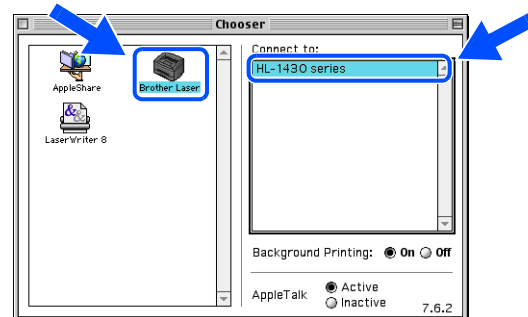 Chooser
AppleShare
Brother Laser
LaserWriter 8
Connect to:
HL-1430 series
Background Printing: On Off
AppleTalk Active
Inactive
7.6.2